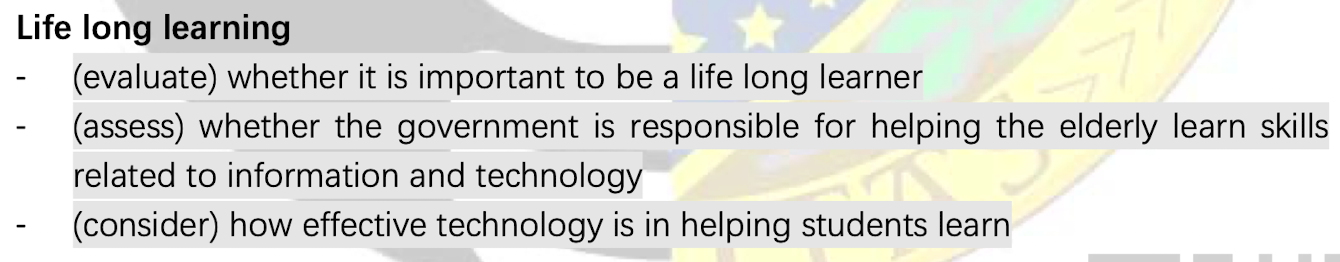 Life long learning
- (evaluate) whether it is important to be a life long learner
- (assess) whether the government is responsible for helping the elderly learn skills
related to information and technology
- (consider) how effective technology is in helping students learn